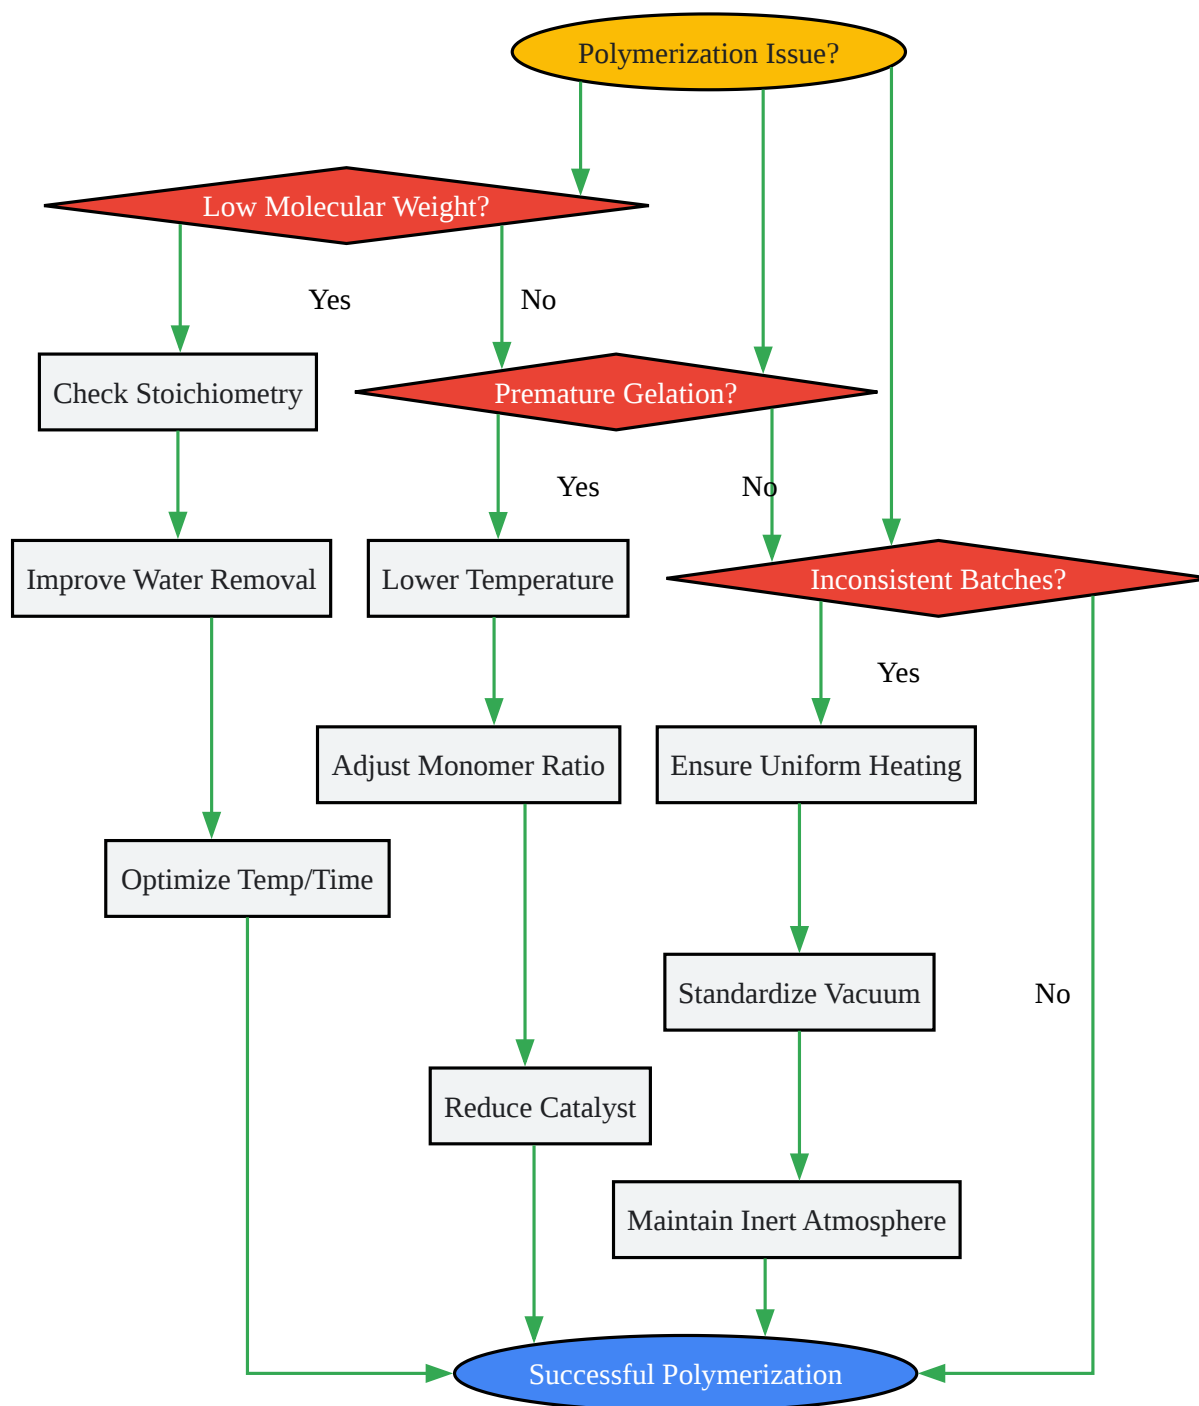 Polymerization Issue?
Low Molecular Weight?
Yes
No
Check Stoichiometry
Premature Gelation?
Yes
No
Improve Water Removal
Lower Temperature
Inconsistent Batches?
Yes
Adjust Monomer Ratio
Ensure Uniform Heating
Optimize Temp/Time
Standardize Vacuum
No
Reduce Catalyst
Maintain Inert Atmosphere
Successful Polymerization